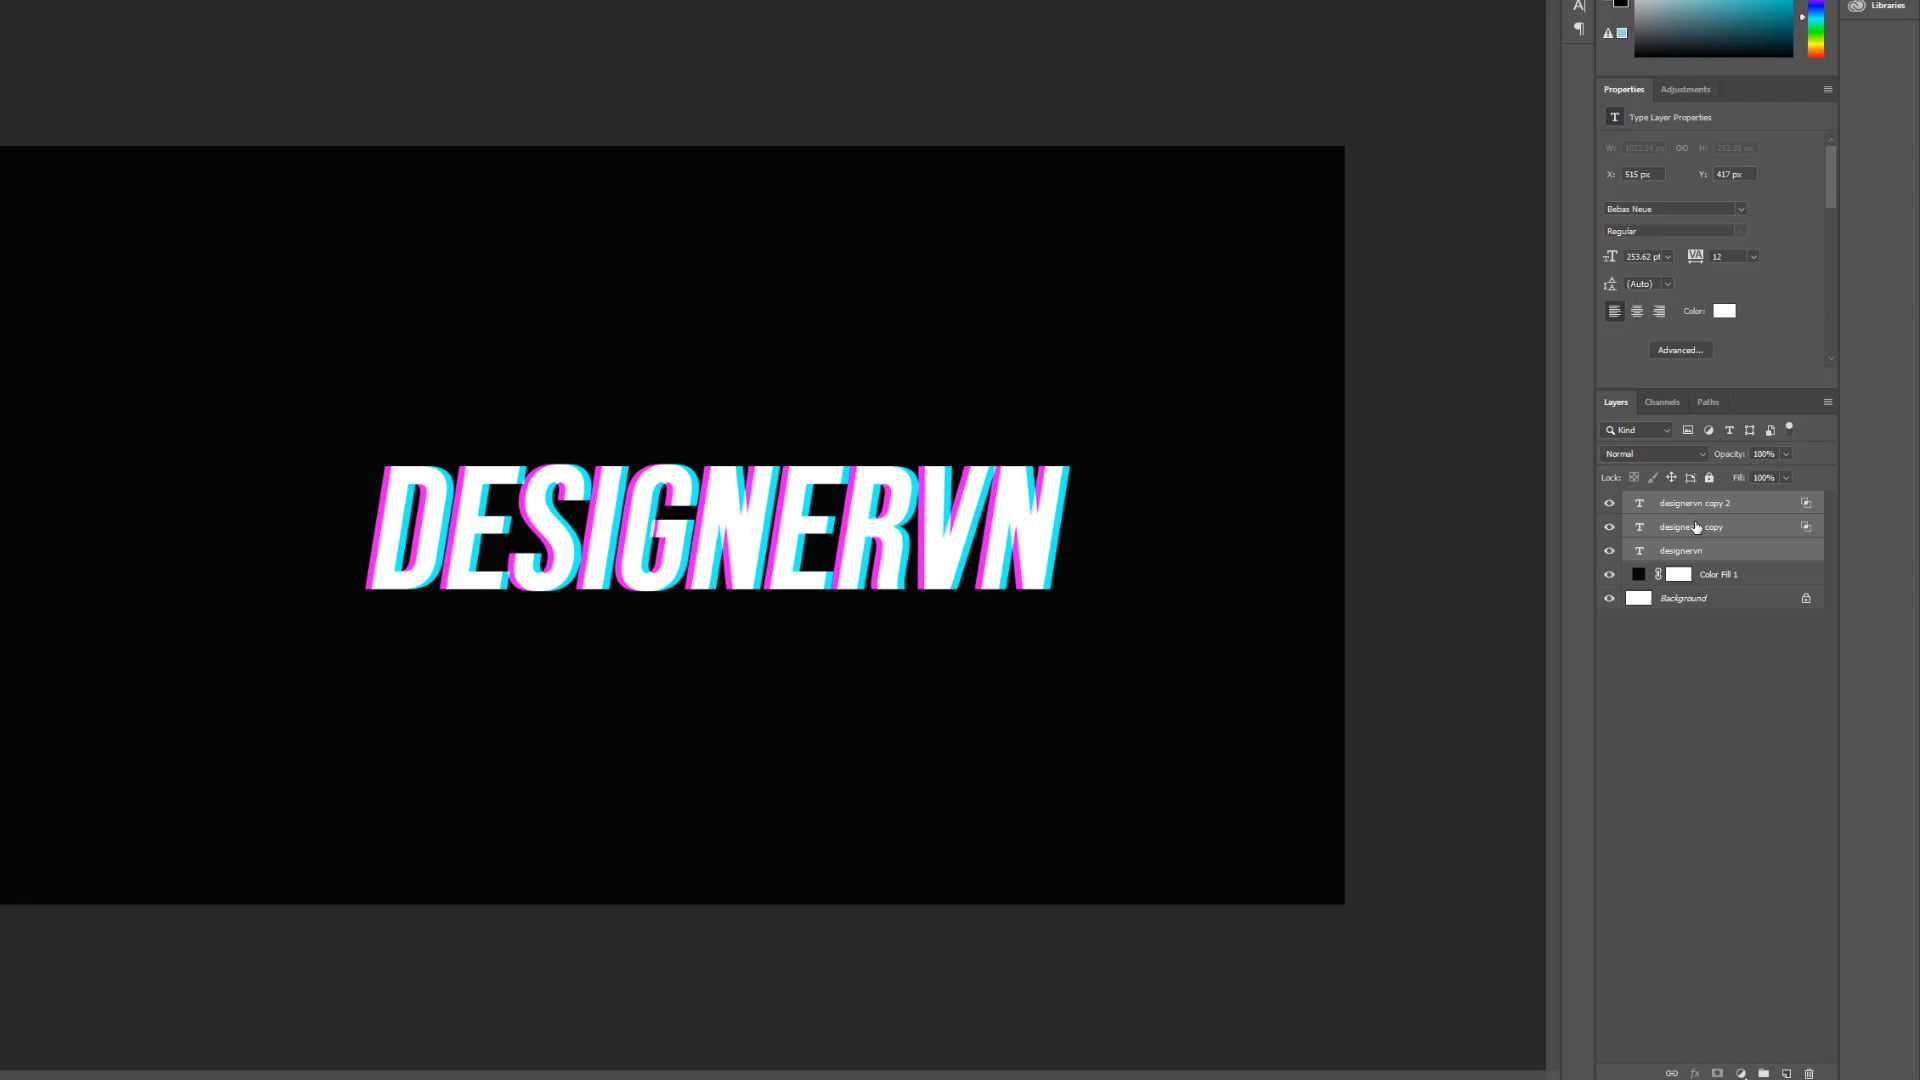 Libraries
Properties Adjustments
T Type Layer Properties
W: H:
X: 515 px Y: 417 px
Bebas Neue
Regular
253.62 pt VA 12
(Auto)
Color:
Advanced...
Layers Channels Paths
Kind
Normal Opacity: 100%
Lock: Fill: 100%
T designervn copy 2
T designervn copy
T designervn
Color Fill 1
Background
DESIGNERVN